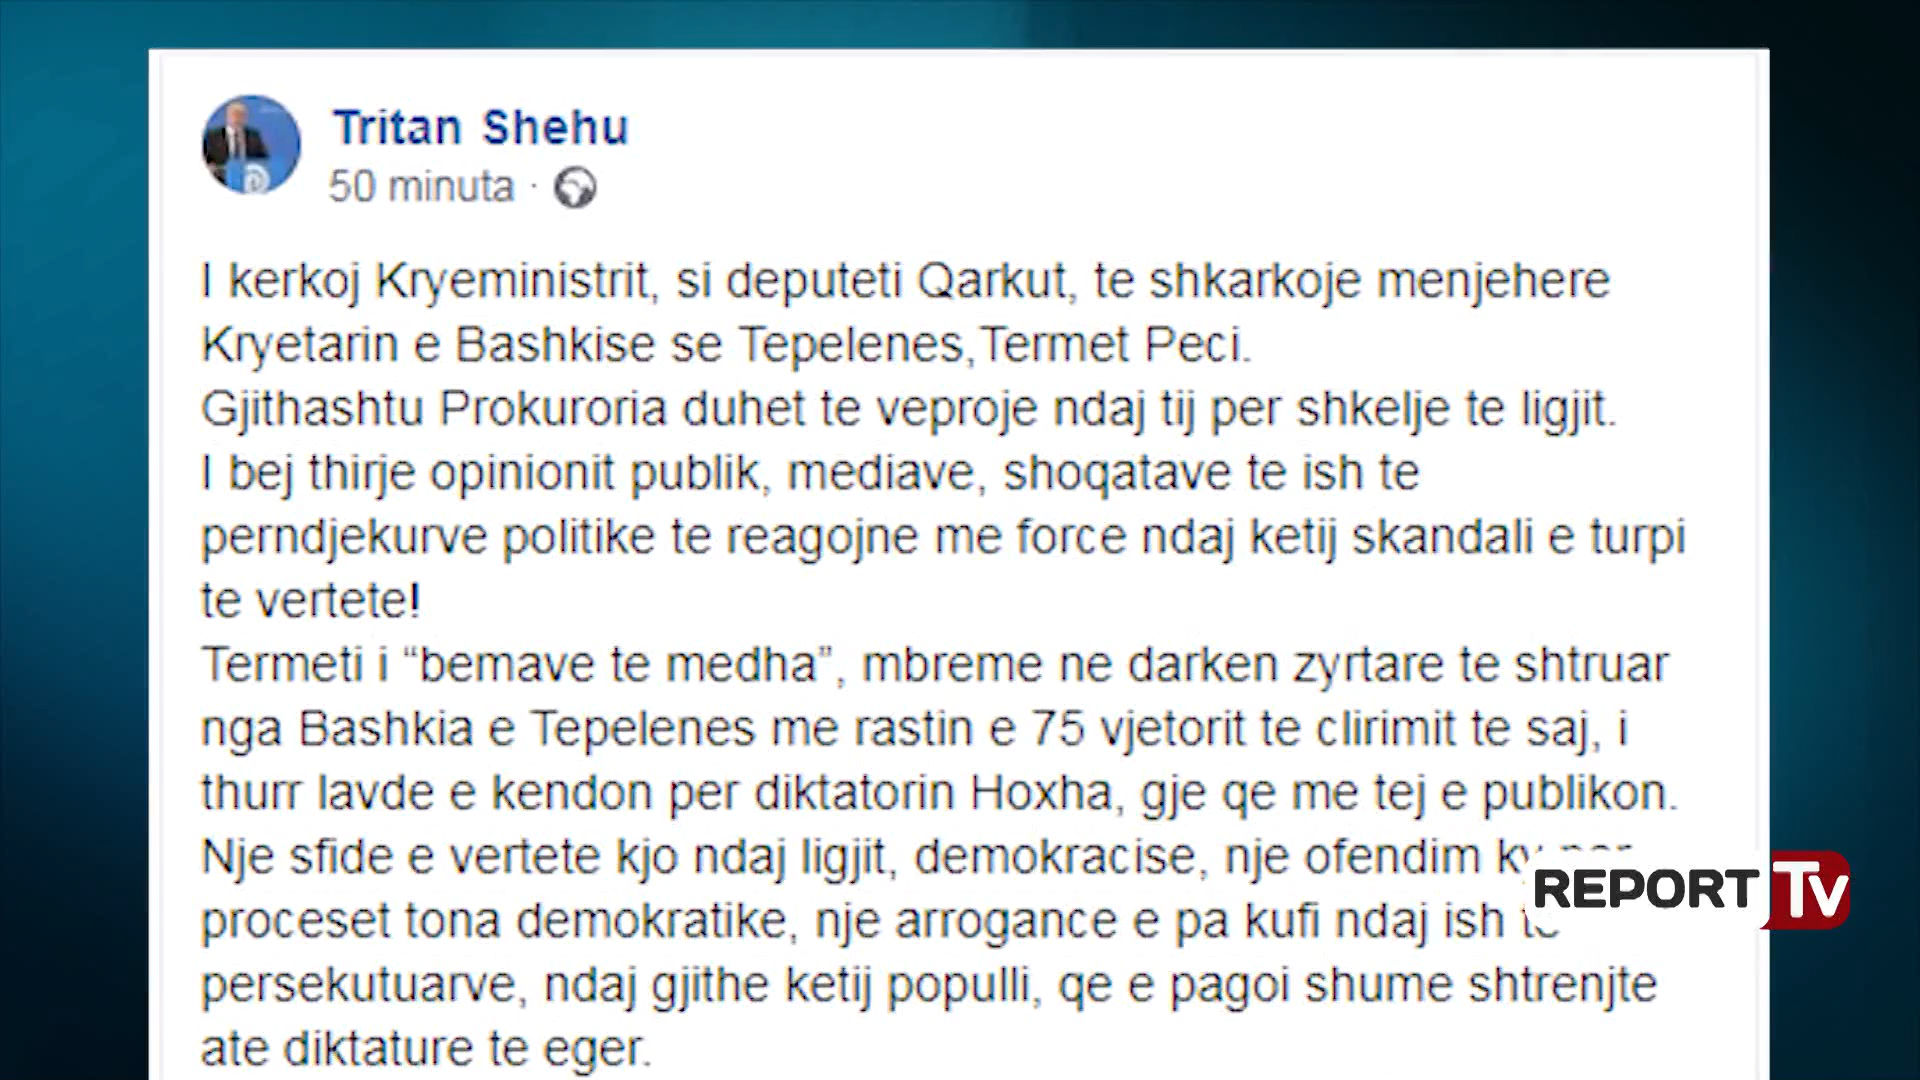 Tritan Shehu
50 minuta ·
I kerkoj Kryeministrit, si deputeti Qarkut, te shkarkoje menjehere
Kryetarin e Bashkise se Tepelenes,Termet Peci.
Gjithashtu Prokuroria duhet te veproje ndaj tij per shkelje te ligjit.
I bej thirje opinionit publik, mediave, shoqatave te ish te
perndjekurve politike te reagojne me force ndaj ketij skandali e turpi
te vertete!
Termeti i “bemave te medha”, mbreme ne darken zyrtare te shtruar
nga Bashkia e Tepelenes me rastin e 75 vjetorit te clirimit te saj, i
thurr lavde e kendon per diktatorin Hoxha, gje qe me tej e publikon.
Nje sfide e vertete kjo ndaj ligjit, demokracise, nje ofendim
proceset tona demokratike, nje arrogance e pa kufi ndaj ish
persekutuarve, ndaj gjithe ketij populli, qe e pagoi shume shtrenjte
ate diktature te eger.
REPORT Tv